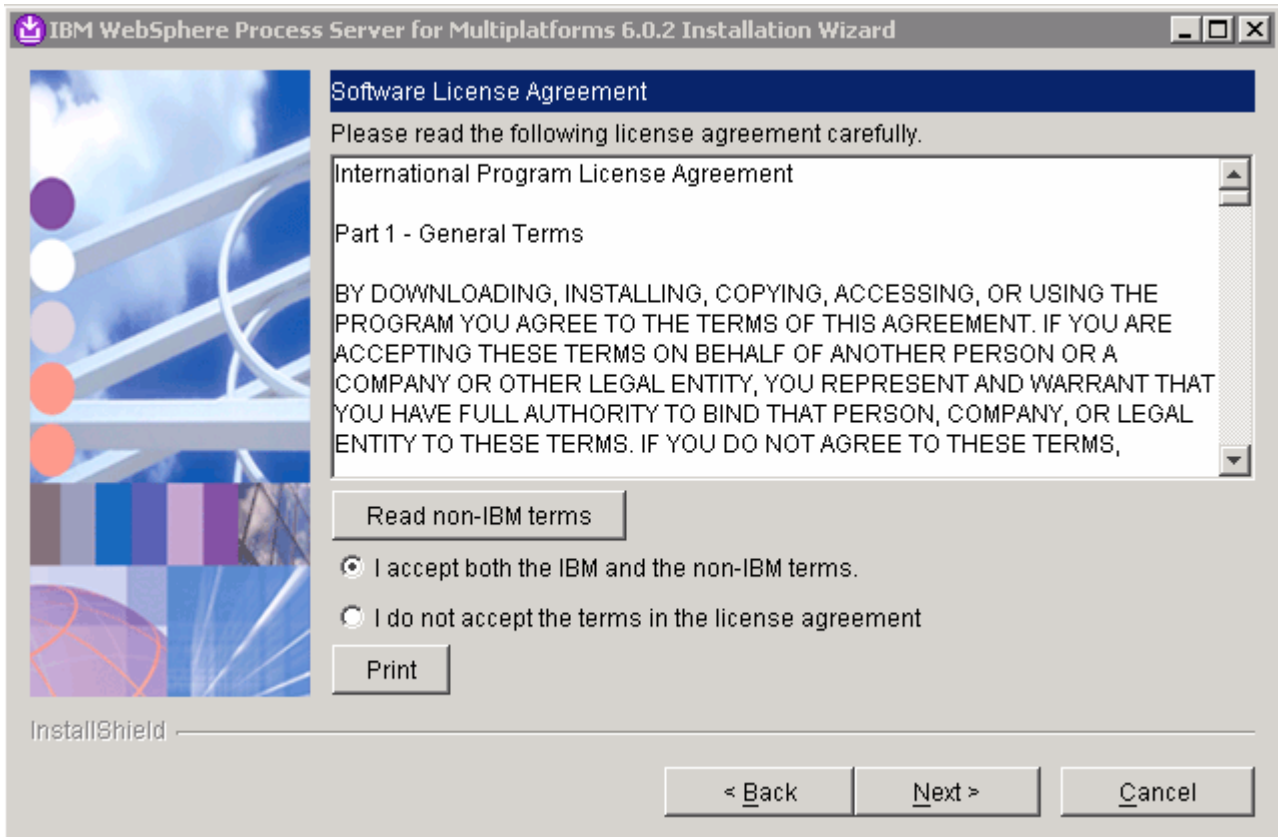 IBM WebSphere Process Server for Multiplatforms 6.0.2 Installation Wizard
Software License Agreement
Please read the following license agreement carefully.
International Program License Agreement
Part 1 - General Terms
BY DOWNLOADING, INSTALLING, COPYING, ACCESSING, OR USING THE
PROGRAM YOU AGREE TO THE TERMS OF THIS AGREEMENT. IF YOU ARE
ACCEPTING THESE TERMS ON BEHALF OF ANOTHER PERSON OR A
COMPANY OR OTHER LEGAL ENTITY, YOU REPRESENT AND WARRANT THAT
YOU HAVE FULL AUTHORITY TO BIND THAT PERSON, COMPANY, OR LEGAL
ENTITY TO THESE TERMS. IF YOU DO NOT AGREE TO THESE TERMS,
Read non-IBM terms
I accept both the IBM and the non-IBM terms.
I do not accept the terms in the license agreement
Print
InstallShield
< Back
Next >
Cancel